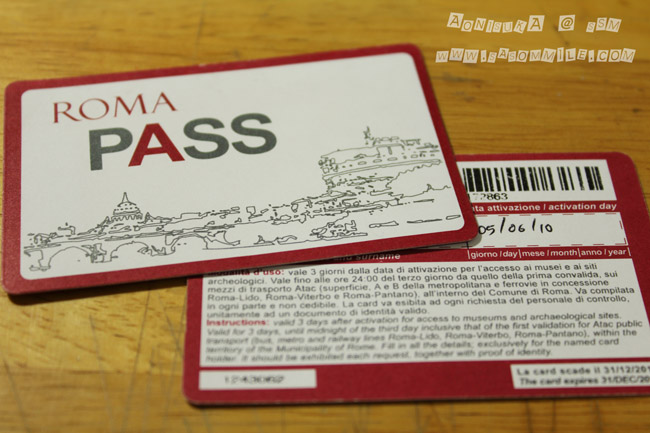 AONISUKA @ SSM
WWW.SASOMMILE.COM
ROMA
PASS
72863
attivazione / activation day
05/06/10
surname
giorno / day | mese / month | anno / year
d'uso: vale 3 giorni dalla data di attivazione per l'accesso ai musei e ai siti
archeologici. Vale fino alle ore 24:00 del terzo giorno da quello della prima convalida, sui
mezzi di trasporto Atac (superficie, A e B della metropolitana e ferrovie in concessione
Roma-Lido, Roma-Viterbo e Roma-Pantano), all'interno del Comune di Roma. Va compilata
in ogni parte e non cedibile. La card va esibita ad ogni richiesta del personale di controllo,
unitamente ad un documento di identità valido.
Instructions: valid 3 days after activation for access to museums and archaeological sites.
Valid for 3 days, until midnight of the third day inclusive that of the first validation for Atac public
transport (bus, metro and railway lines Roma-Lido, Roma-Viterbo, Roma-Pantano), within the
territory of the Municipality of Rome. Fill in all the details, exclusively for the named card
holder. It should be exhibited each request, together with proof of identity.
La card scade il 31/12/20
The card expires 31/DEC/20